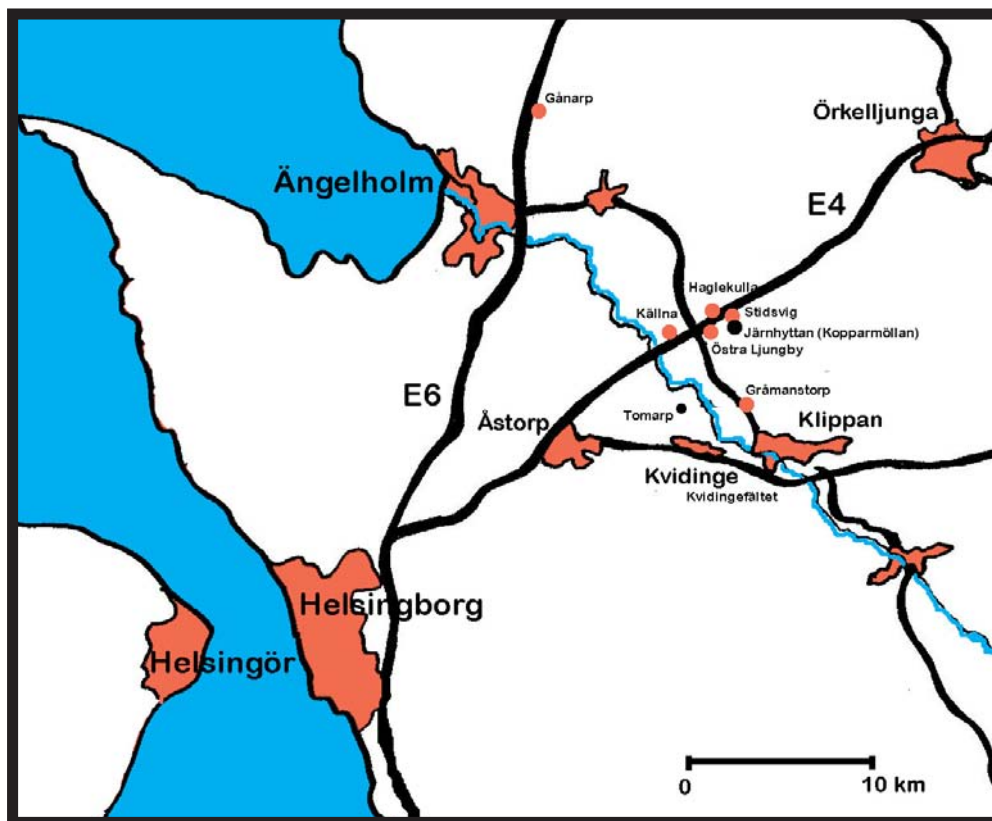 Gånarp
Örkelljunga
Ängelholm
E4
Haglekulla
Källna
Stidsvig
Järnhyttan (Kopparmöllan)
Östra Ljungby
E6
Gråmanstorp
Tomarp
Åstorp
Klippan
Kvidinge
Kvidingefältet
Helsingborg
Helsingör
0
10 km